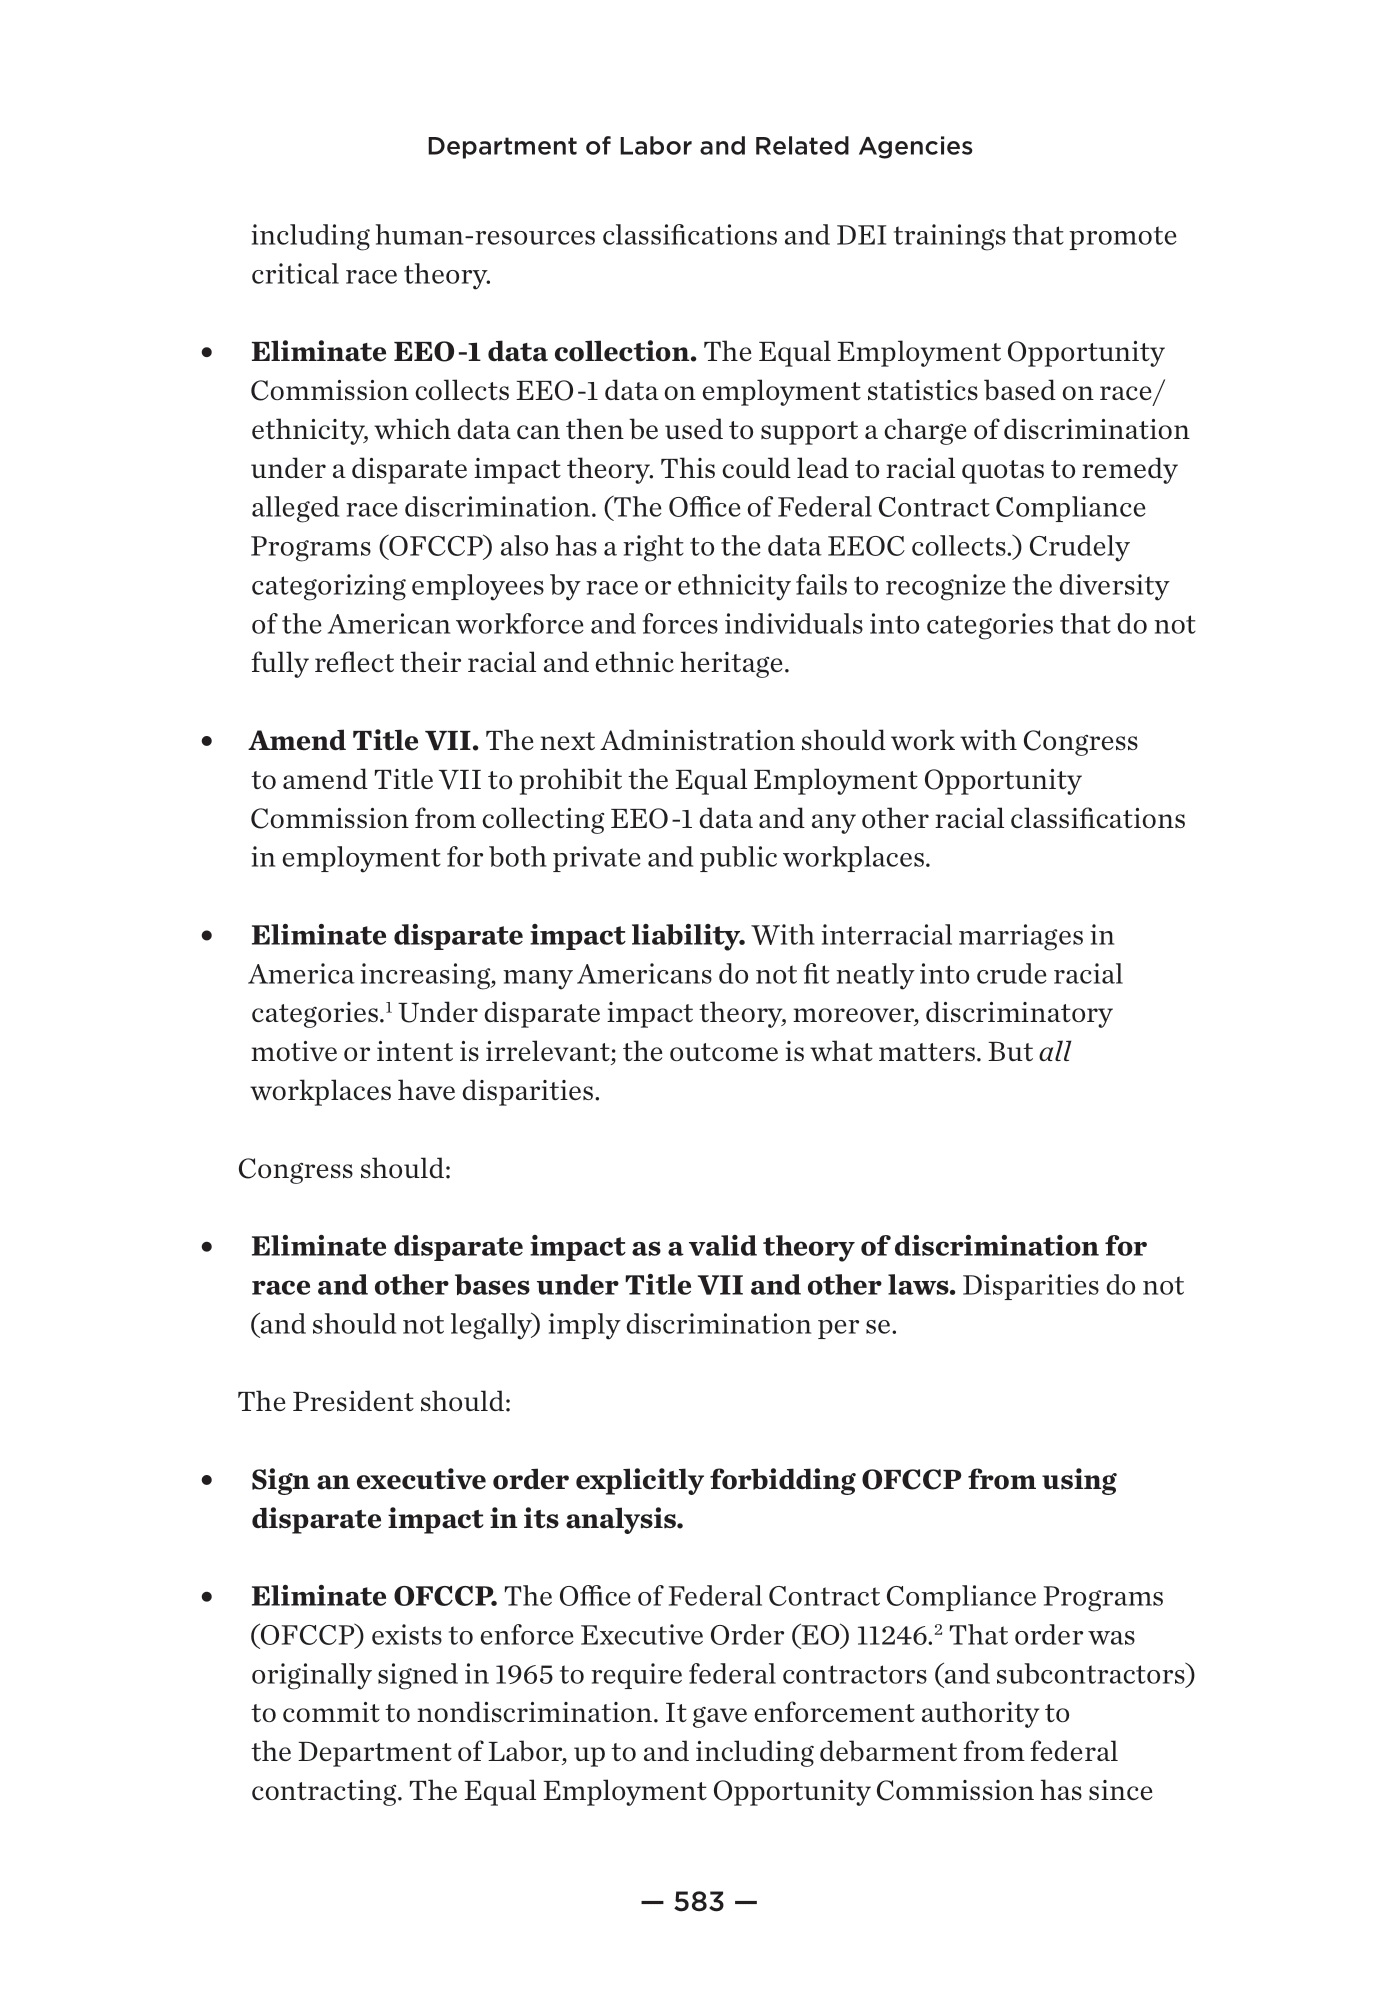 Department of Labor and Related Agencies
including human-resources classifications and DEI trainings that promote
critical race theory.
• Eliminate EEO-1 data collection. The Equal Employment Opportunity
Commission collects EEO-1 data on employment statistics based on race/
ethnicity, which data can then be used to support a charge of discrimination
under a disparate impact theory. This could lead to racial quotas to remedy
alleged race discrimination. (The Office of Federal Contract Compliance
Programs (OFCCP) also has a right to the data EEOC collects.) Crudely
categorizing employees by race or ethnicity fails to recognize the diversity
of the American workforce and forces individuals into categories that do not
fully reflect their racial and ethnic heritage.
• Amend Title VII. The next Administration should work with Congress
to amend Title VII to prohibit the Equal Employment Opportunity
Commission from collecting EEO-1 data and any other racial classifications
in employment for both private and public workplaces.
• Eliminate disparate impact liability. With interracial marriages in
America increasing, many Americans do not fit neatly into crude racial
categories.¹ Under disparate impact theory, moreover, discriminatory
motive or intent is irrelevant; the outcome is what matters. But all
workplaces have disparities.
Congress should:
• Eliminate disparate impact as a valid theory of discrimination for
race and other bases under Title VII and other laws. Disparities do not
(and should not legally) imply discrimination per se.
The President should:
• Sign an executive order explicitly forbidding OFCCP from using
disparate impact in its analysis.
• Eliminate OFCCP. The Office of Federal Contract Compliance Programs
(OFCCP) exists to enforce Executive Order (EO) 11246.² That order was
originally signed in 1965 to require federal contractors (and subcontractors)
to commit to nondiscrimination. It gave enforcement authority to
the Department of Labor, up to and including debarment from federal
contracting. The Equal Employment Opportunity Commission has since
— 583 —